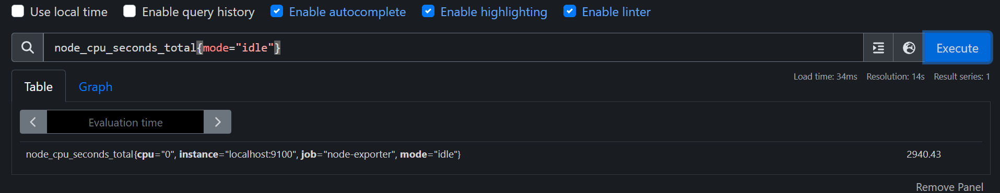 Use local time Enable query history Enable autocomplete Enable highlighting Enable linter
node_cpu_seconds_total{mode="idle"} Execute
Load time: 34ms Resolution: 14s Result series: 1
Table Graph
Evaluation time
node_cpu_seconds_total{cpu="0", instance="localhost:9100", job="node-exporter", mode="idle"} 2940.43
Remove Panel